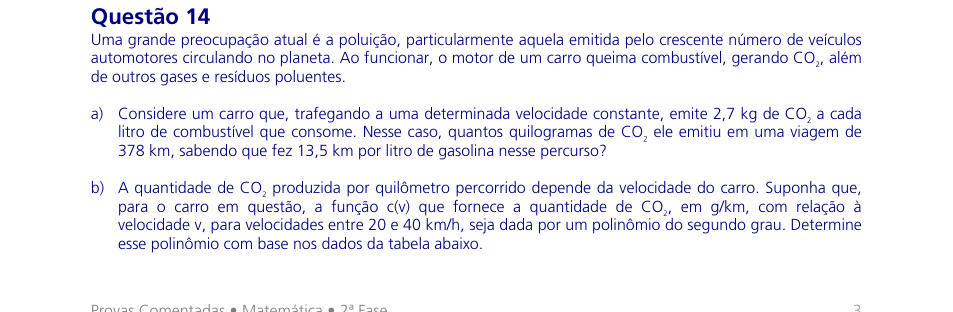 Questão 14
Uma grande preocupação atual é a poluição, particularmente aquela emitida pelo crescente número de veículos
automotores circulando no planeta. Ao funcionar, o motor de um carro queima combustível, gerando CO₂, além
de outros gases e resíduos poluentes.
a) Considere um carro que, trafegando a uma determinada velocidade constante, emite 2,7 kg de CO₂ a cada
litro de combustível que consome. Nesse caso, quantos quilogramas de CO₂ ele emitiu em uma viagem de
378 km, sabendo que fez 13,5 km por litro de gasolina nesse percurso?
b) A quantidade de CO₂ produzida por quilômetro percorrido depende da velocidade do carro. Suponha que,
para o carro em questão, a função c(v) que fornece a quantidade de CO₂, em g/km, com relação à
velocidade v, para velocidades entre 20 e 40 km/h, seja dada por um polinômio do segundo grau. Determine
esse polinômio com base nos dados da tabela abaixo.
Provas Comentadas • Matemática • 2ª Fase 3